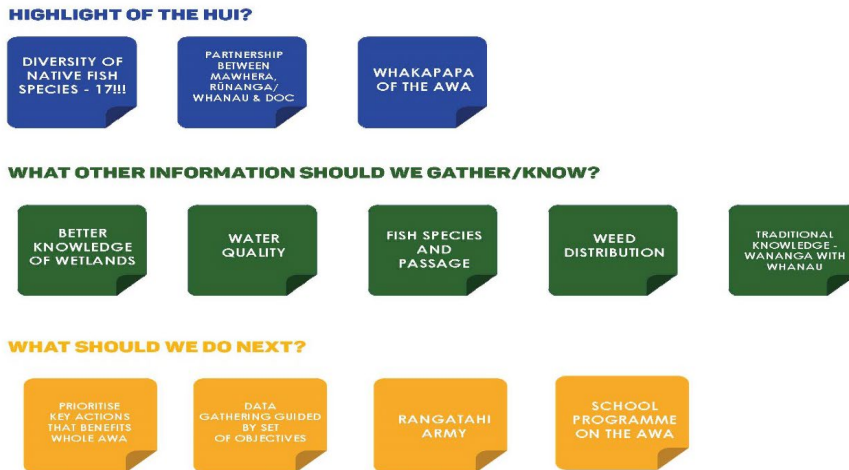 HIGHLIGHT OF THE HUI?
DIVERSITY OF
NATIVE FISH
SPECIES - 17!!!
PARTNERSHIP
BETWEEN
MAWHERA,
RŪNANGA/
WHANAU & DOC
WHAKAPAPA
OF THE AWA
WHAT OTHER INFORMATION SHOULD WE GATHER/KNOW?
BETTER
KNOWLEDGE
OF WETLANDS
WATER
QUALITY
FISH SPECIES
AND
PASSAGE
WEED
DISTRIBUTION
TRADITIONAL
KNOWLEDGE -
WANANGA WITH
WHANAU
WHAT SHOULD WE DO NEXT?
PRIORITISE
KEY ACTIONS
THAT BENEFITS
WHOLE AWA
DATA
GATHERING GUIDED
BY SET
OF OBJECTIVES
RANGATAHI
ARMY
SCHOOL
PROGRAMME
ON THE AWA